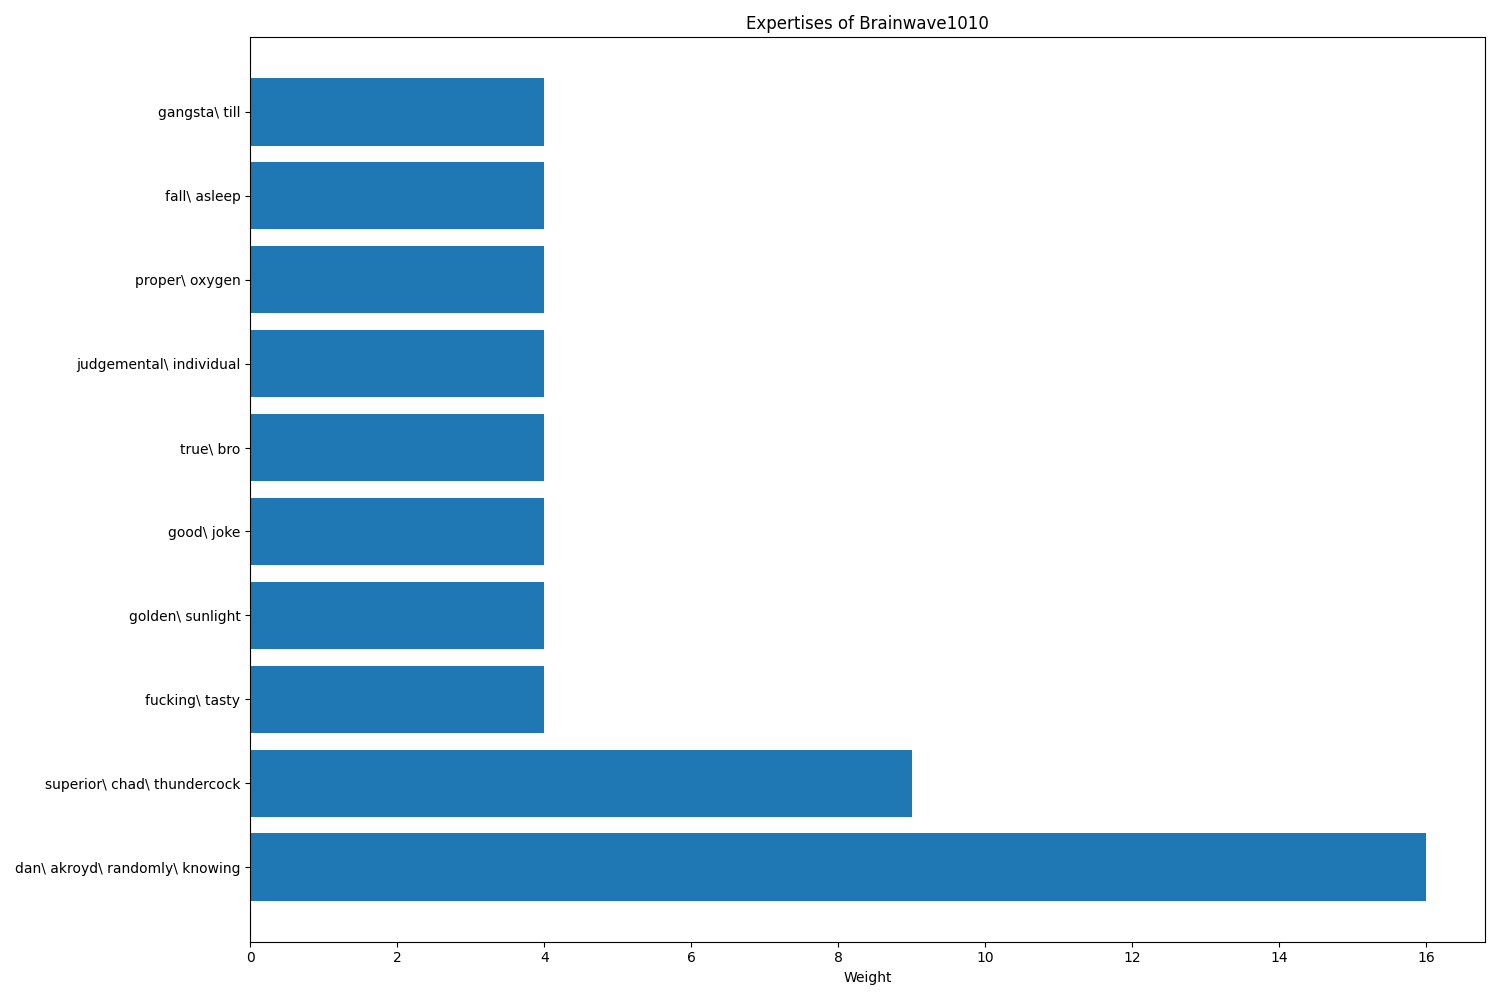 Expertises of Brainwave1010
gangsta\ till
fall\ asleep
proper\ oxygen
judgemental\ individual
true\ bro
good\ joke
golden\ sunlight
fucking\ tasty
superior\ chad\ thundercock
dan\ akroyd\ randomly\ knowing
0 2 4 6 8 10 12 14 16
Weight